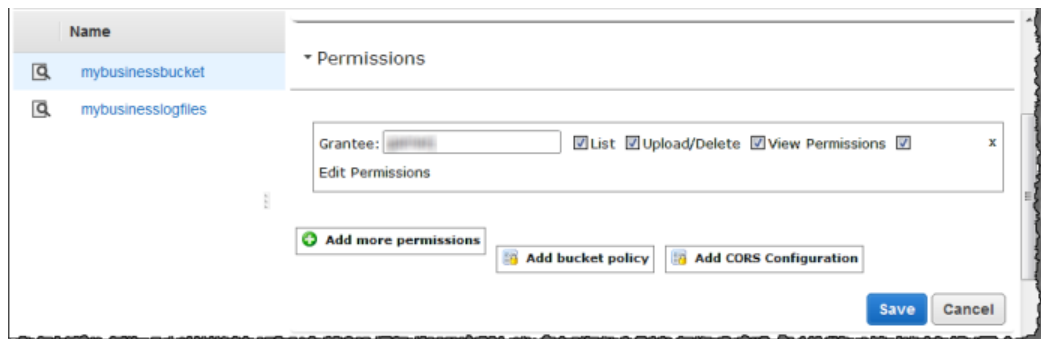 Name
mybusinessbucket
mybusinesslogfiles
Permissions
Grantee: List Upload/Delete View Permissions x
Edit Permissions
Add more permissions
Add bucket policy Add CORS Configuration
Save Cancel